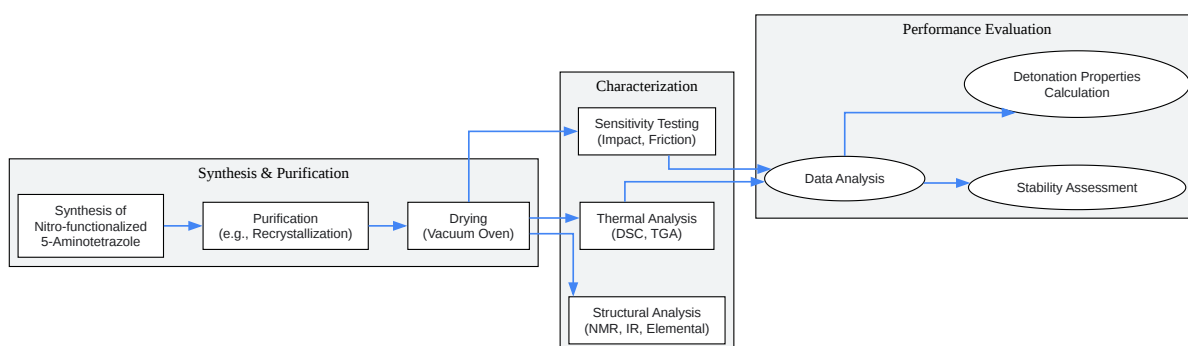 Synthesis & Purification
Synthesis of
Nitro-functionalized
5-Aminotetrazole
Purification
(e.g., Recrystallization)
Drying
(Vacuum Oven)
Characterization
Sensitivity Testing
(Impact, Friction)
Thermal Analysis
(DSC, TGA)
Structural Analysis
(NMR, IR, Elemental)
Performance Evaluation
Data Analysis
Detonation Properties
Calculation
Stability Assessment